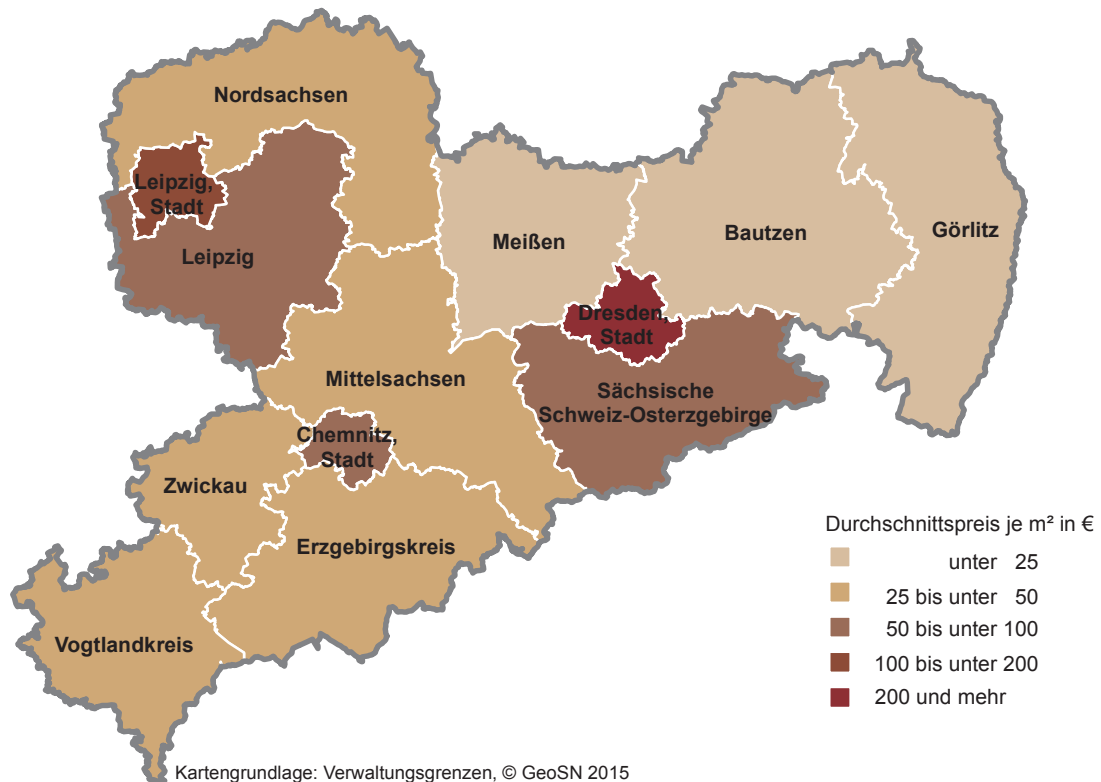 Nordsachsen
Leipzig,
Stadt
Leipzig
Meißen
Bautzen
Görlitz
Dresden,
Stadt
Mittelsachsen
Sächsische
Schweiz-Osterzgebirge
Chemnitz,
Stadt
Zwickau
Erzgebirgskreis
Vogtlandkreis
Durchschnittspreis je m² in €
unter 25
25 bis unter 50
50 bis unter 100
100 bis unter 200
200 und mehr
Kartengrundlage: Verwaltungsgrenzen, © GeoSN 2015